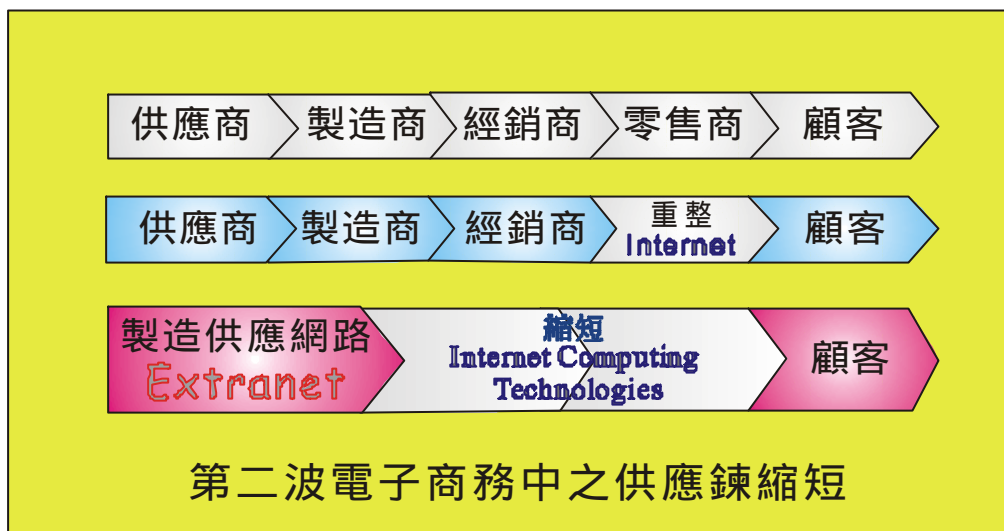 供應商 製造商 經銷商 零售商 顧客
供應商 製造商 經銷商 重整 顧客
Internet
製造供應網路 縮短 顧客
Extranet Internet Computing
Technologies
第二波電子商務中之供應鍊縮短